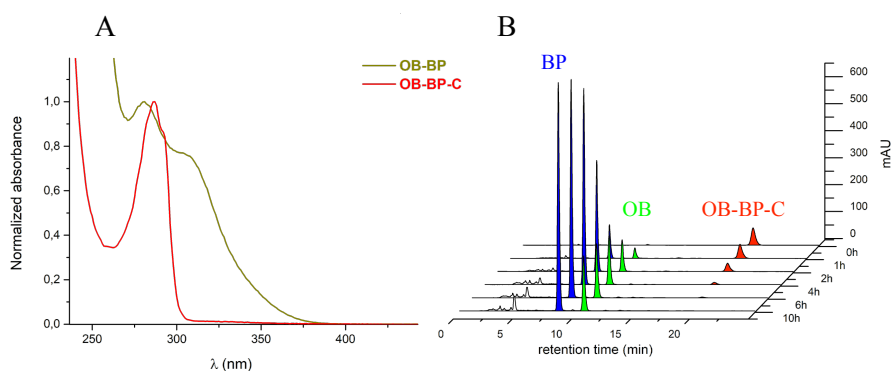 A
OB-BP
OB-BP-C
1,0
0,8
0,6
0,4
0,2
0,0
Normalized absorbance
250
300
350
400
λ (nm)
B
BP
OB
OB-BP-C
600
500
400
300
200
100
0
mAU
0h
1h
2h
4h
6h
10h
0
5
10
15
20
retention time (min)